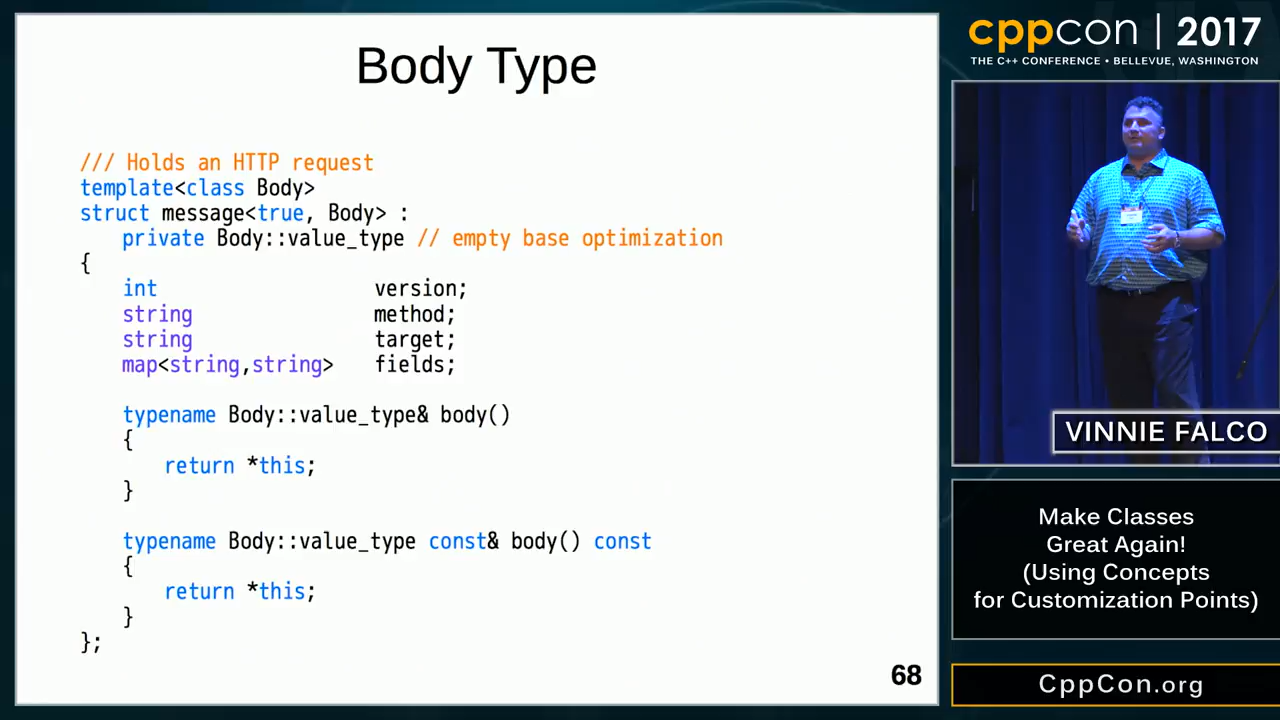 Body Type
/// Holds an HTTP request
template<class Body>
struct message<true, Body> :
    private Body::value_type // empty base optimization
{
    int                version;
    string             method;
    string             target;
    map<string,string> fields;

    typename Body::value_type& body()
    {
        return *this;
    }

    typename Body::value_type const& body() const
    {
        return *this;
    }
};
68
cppcon | 2017
THE C++ CONFERENCE • BELLEVUE, WASHINGTON
VINNIE FALCO
Make Classes
Great Again!
(Using Concepts
for Customization Points)
CppCon.org